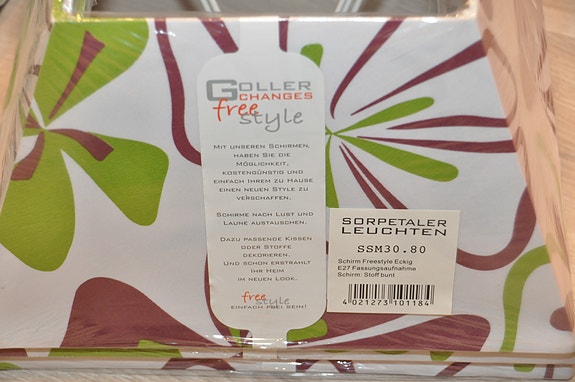 GOLLER
CHANGES
free
style
MIT UNSEREN SCHIRMEN,
HABEN SIE DIE
MÖGLICHKEIT,
KOSTENGÜNSTIG UND
EINFACH IHREM ZU HAUSE
EINEN NEUEN STYLE ZU
VERSCHAFFEN.
SCHIRME NACH LUST UND
LAUNE AUSTAUSCHEN.
DAZU PASSENDE KISSEN
ODER STOFFE
DEKORIEREN.
UND SCHON ERSTRAHLT
IHR HEIM
IM NEUEN LOOK.
free
style
EINFACH FREI SEIN!
SORPETALER
LEUCHTEN
SSM30.80
Schirm Freestyle Eckig
E27 Fassungsaufnahme
Schirm: Stoff bunt
4 021273 101184